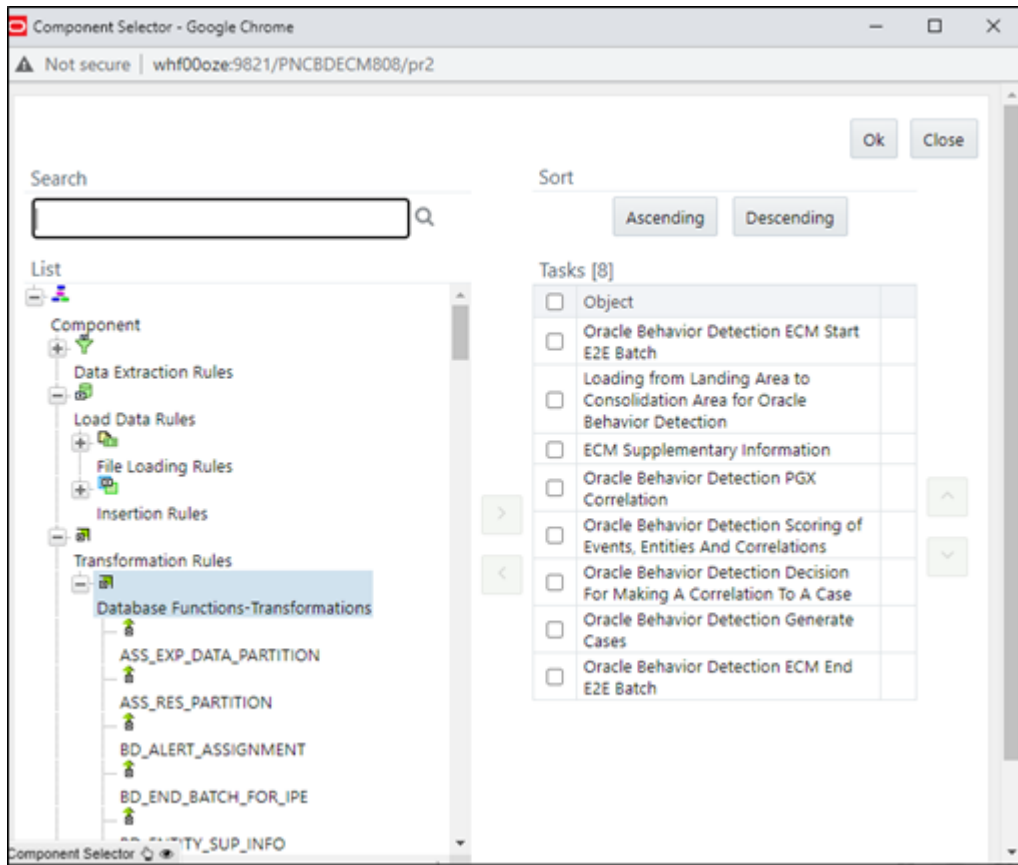 Component Selector - Google Chrome
Not secure | whf00oze:9821/PNCBDECM808/pr2
Ok
Close
Search
Sort
Ascending
Descending
List
Component
Data Extraction Rules
Load Data Rules
File Loading Rules
Insertion Rules
Transformation Rules
Database Functions-Transformations
ASS_EXP_DATA_PARTITION
ASS_RES_PARTITION
BD_ALERT_ASSIGNMENT
BD_END_BATCH_FOR_IPE
BD_ENTITY_SUP_INFO
Tasks [8]
Object
Oracle Behavior Detection ECM Start
E2E Batch
Loading from Landing Area to
Consolidation Area for Oracle
Behavior Detection
ECM Supplementary Information
Oracle Behavior Detection PGX
Correlation
Oracle Behavior Detection Scoring of
Events, Entities And Correlations
Oracle Behavior Detection Decision
For Making A Correlation To A Case
Oracle Behavior Detection Generate
Cases
Oracle Behavior Detection ECM End
E2E Batch
Component Selector